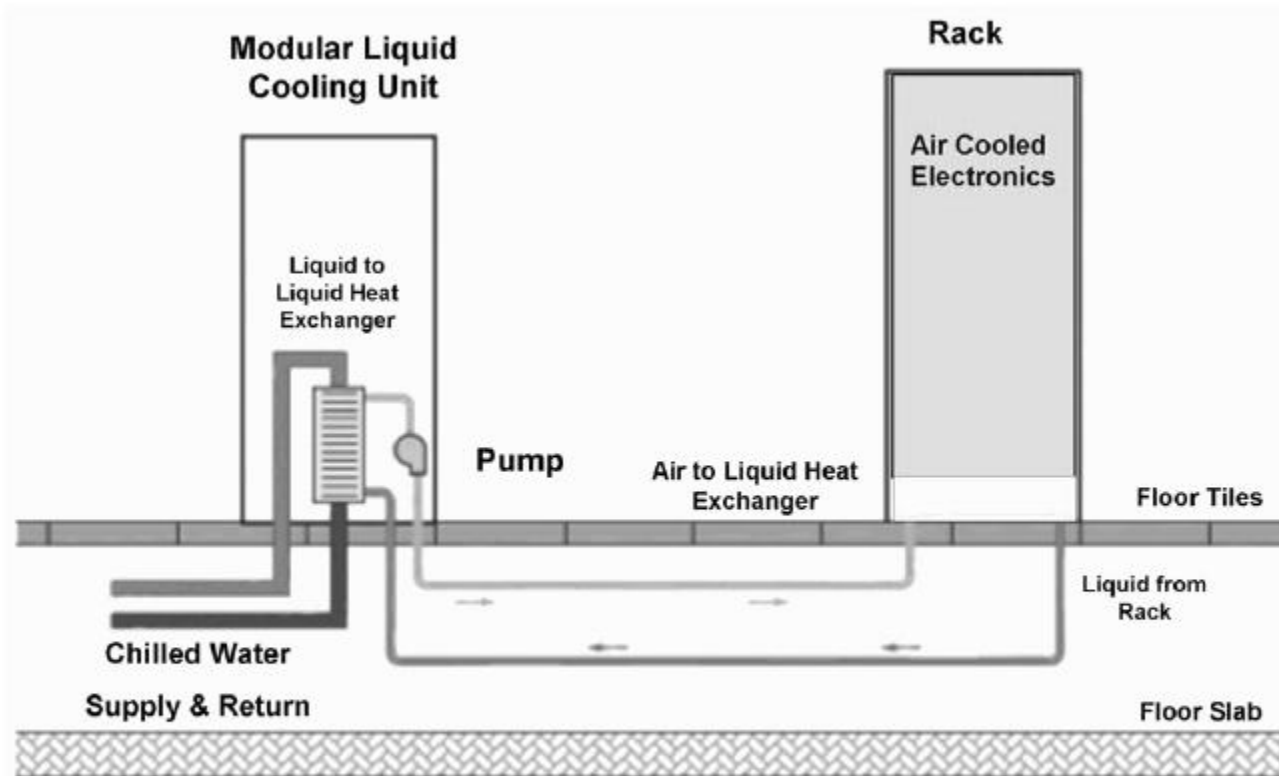 Modular Liquid
Cooling Unit
Rack
Air Cooled
Electronics
Liquid to
Liquid Heat
Exchanger
Pump
Air to Liquid Heat
Exchanger
Floor Tiles
Liquid from
Rack
Chilled Water
Supply & Return
Floor Slab